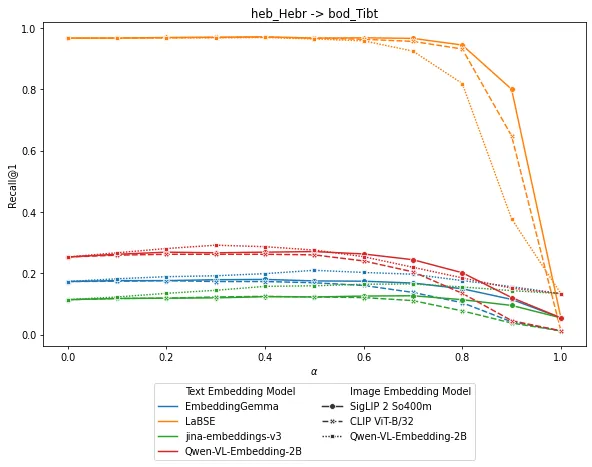 heb_Hebr -> bod_Tibt
1.0
0.8
0.6
0.4
0.2
0.0
Recall@1
0.0 0.2 0.4 0.6 0.8 1.0
α
Text Embedding Model Image Embedding Model
EmbeddingGemma SigLIP 2 So400m
LaBSE CLIP ViT-B/32
jina-embeddings-v3 Qwen-VL-Embedding-2B
Qwen-VL-Embedding-2B